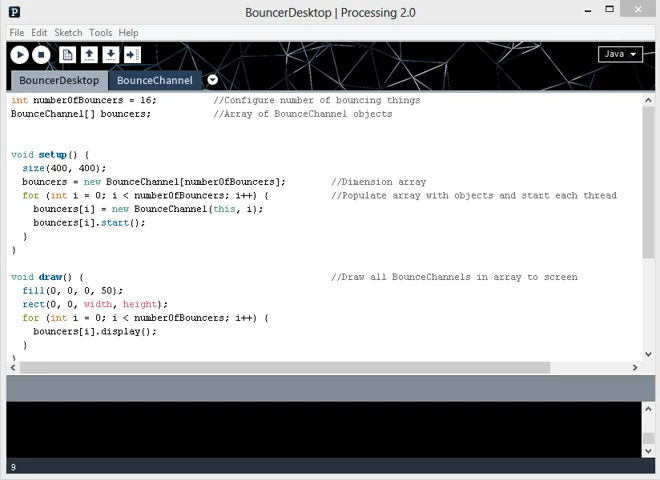 P
BouncerDesktop | Processing 2.0
File Edit Sketch Tools Help
Java
BouncerDesktop BounceChannel
int numberOfBouncers = 16; //Configure number of bouncing things
BounceChannel[] bouncers; //Array of BounceChannel objects
void setup() {
size(400, 400);
bouncers = new BounceChannel[numberOfBouncers]; //Dimension array
for (int i = 0; i < numberOfBouncers; i++) { //Populate array with objects and start each thread
bouncers[i] = new BounceChannel(this, i);
bouncers[i].start();
}
}
void draw() { //Draw all BounceChannels in array to screen
fill(0, 0, 0, 50);
rect(0, 0, width, height);
for (int i = 0; i < numberOfBouncers; i++) {
bouncers[i].display();
}
}
9